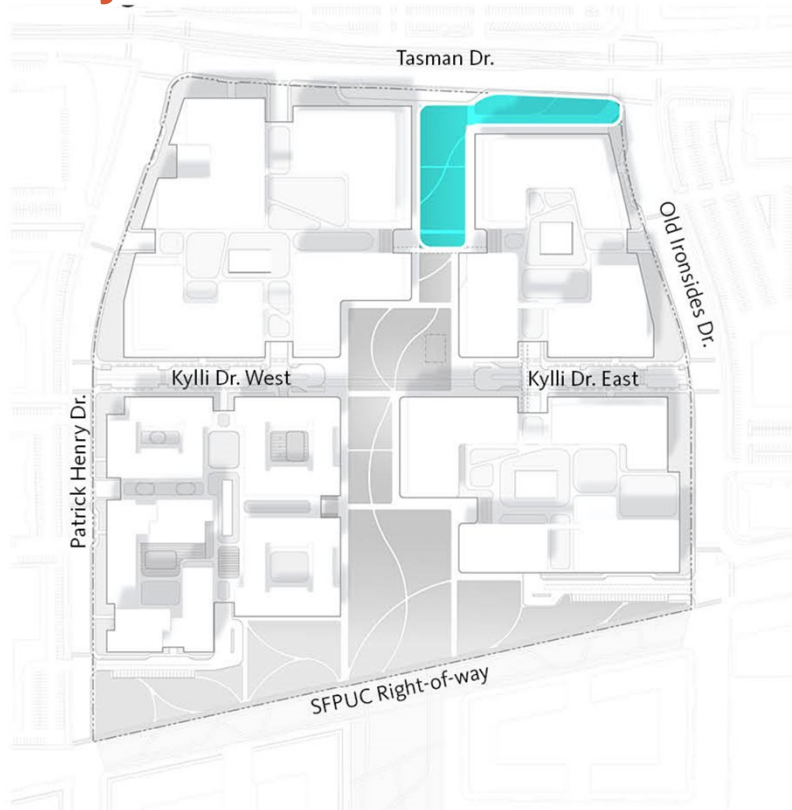 Tasman Dr.
Old Ironsides Dr.
Kylli Dr. West
Kylli Dr. East
Patrick Henry Dr.
SFPUC Right-of-way